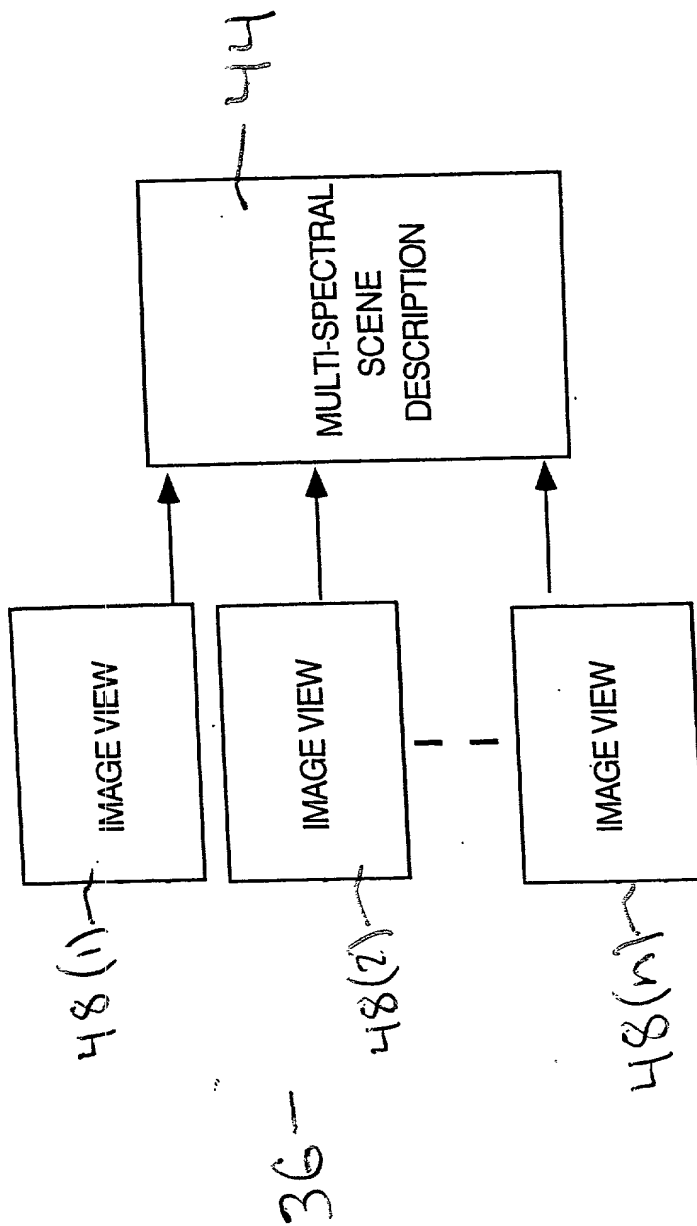 36
48(1)
IMAGE VIEW
48(2)
IMAGE VIEW
48(n)
IMAGE VIEW
MULTI-SPECTRAL
SCENE
DESCRIPTION
44